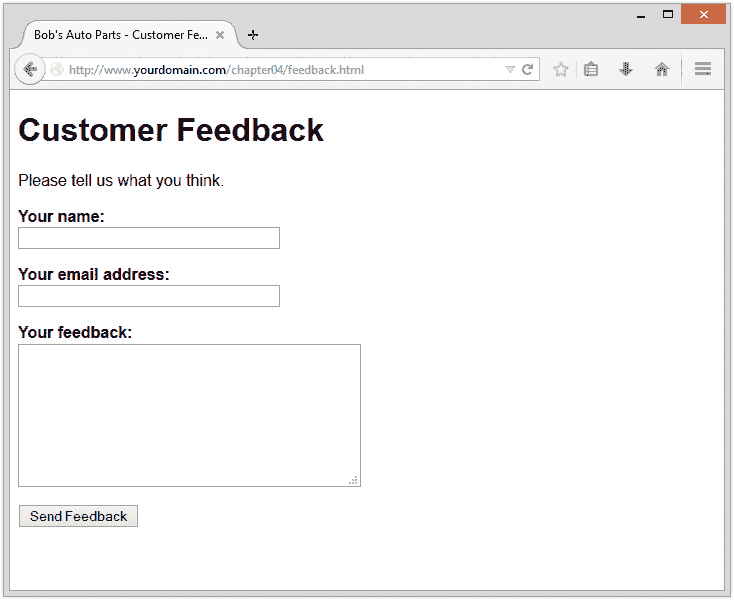 Bob's Auto Parts - Customer Fe...
http://www.yourdomain.com/chapter04/feedback.html
Customer Feedback
Please tell us what you think.
Your name:
Your email address:
Your feedback:
Send Feedback